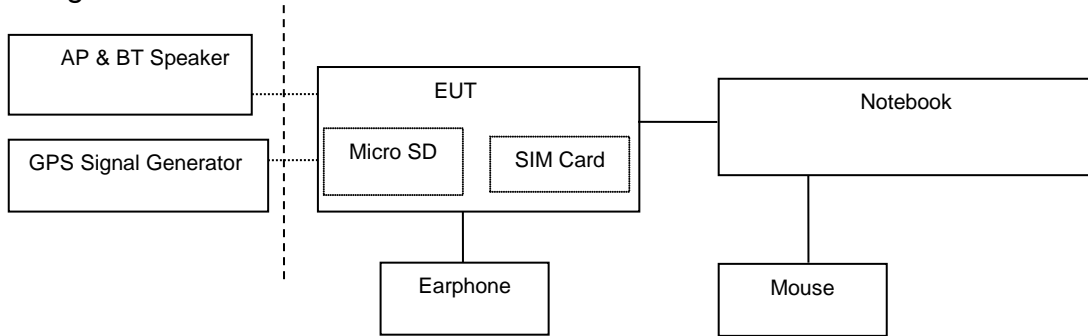 AP & BT Speaker
EUT
Notebook
Micro SD
SIM Card
GPS Signal Generator
Earphone
Mouse